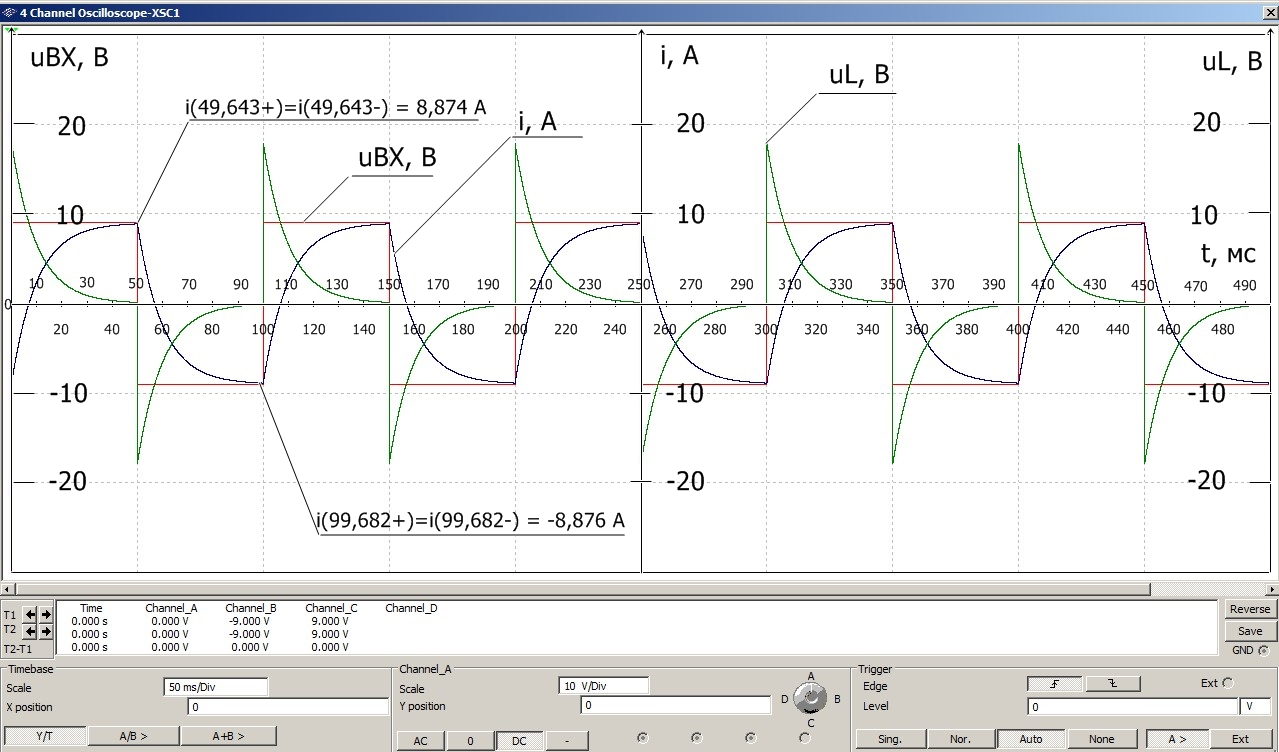 4 Channel Oscilloscope-XSC1
uBX, B
i, A
uL, B
uL, B
i(49,643+)=i(49,643-) = 8,874 A
i, A
uBX, B
20
20
20
10
10
10
t, мс
10 30 50 70 90 110 130 150 170 190 210 230 250 270 290 310 330 350 370 390 410 430 450 470 490
0
20 40 60 80 100 120 140 160 180 200 220 240 260 280 300 320 340 360 380 400 420 440 460 480
-10
-10
-10
-20
-20
-20
i(99,682+)=i(99,682-) = -8,876 A
Time Channel_A Channel_B Channel_C Channel_D
T1 0.000 s 0.000 V -9.000 V 9.000 V
T2 0.000 s 0.000 V -9.000 V 9.000 V
T2-T1 0.000 s 0.000 V 0.000 V 0.000 V
Reverse
Save
GND
Timebase
Scale 50 ms/Div
X position 0
Y/T A/B > A+B >
Channel_A
Scale 10 V/Div
Y position 0
AC 0 DC -
A
D B
C
Trigger
Edge Ext
Level 0 V
Sing. Nor. Auto None A > Ext